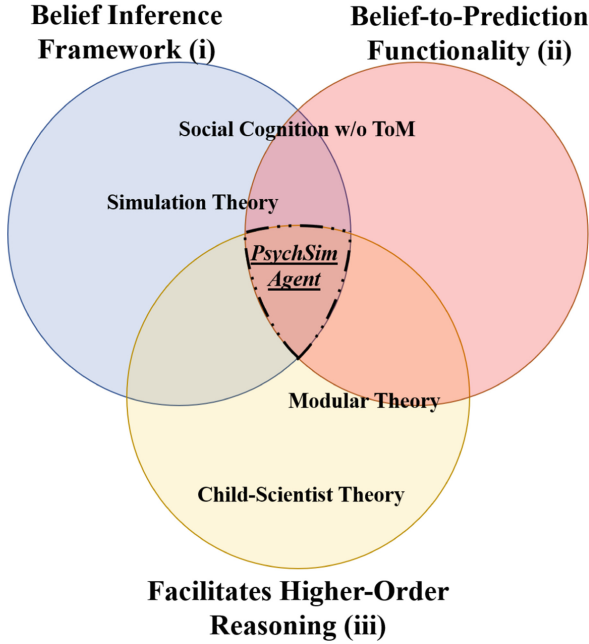 Belief Inference
Framework (i)
Belief-to-Prediction
Functionality (ii)
Social Cognition w/o ToM
Simulation Theory
PsychSim
Agent
Modular Theory
Child-Scientist Theory
Facilitates Higher-Order
Reasoning (iii)